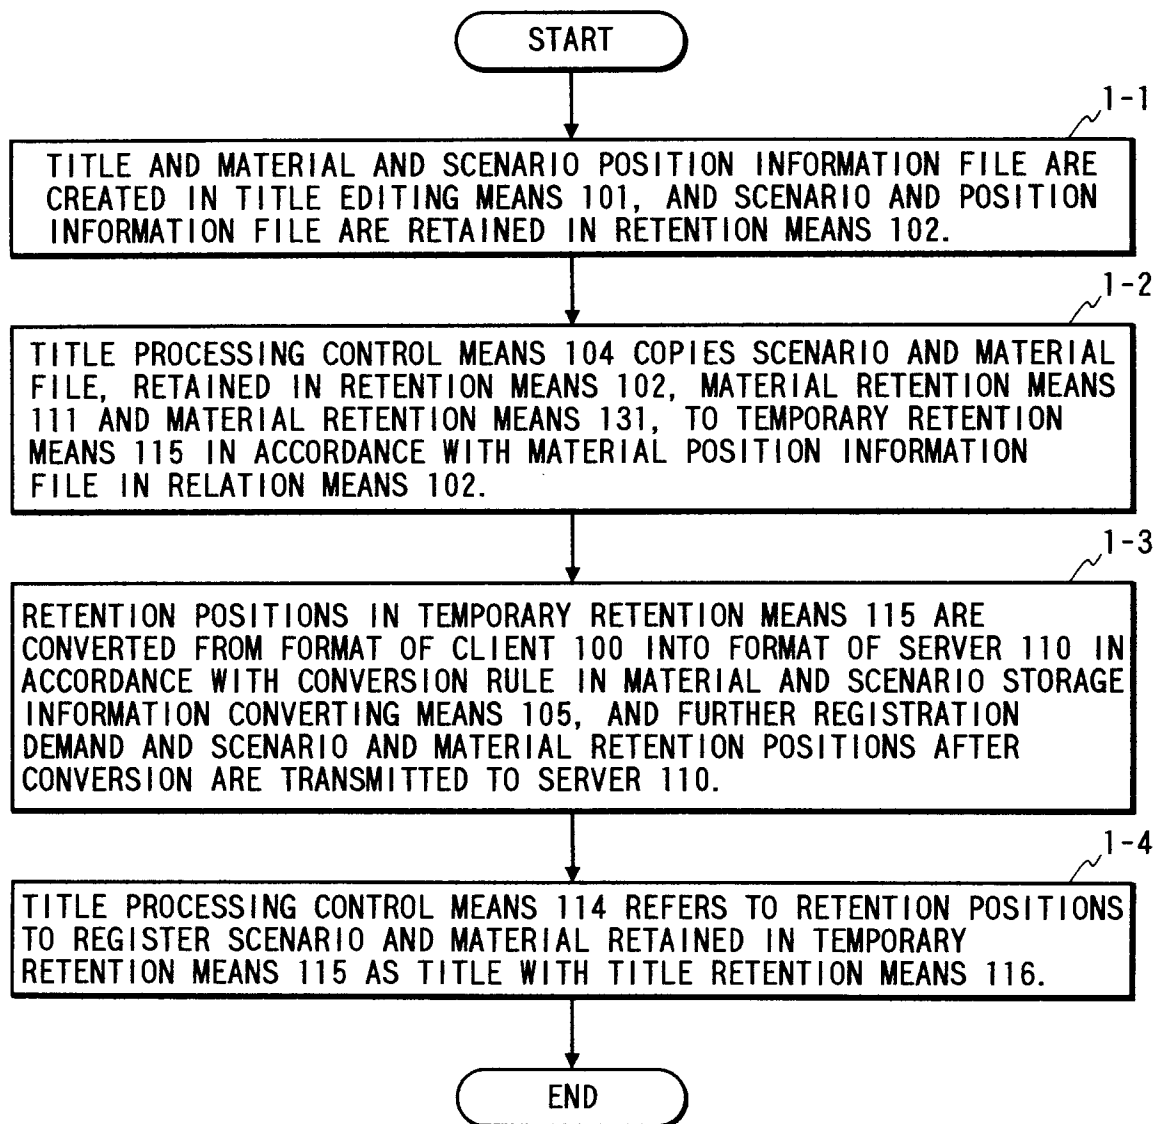 START
1-1
TITLE AND MATERIAL AND SCENARIO POSITION INFORMATION FILE ARE
CREATED IN TITLE EDITING MEANS 101, AND SCENARIO AND POSITION
INFORMATION FILE ARE RETAINED IN RETENTION MEANS 102.
1-2
TITLE PROCESSING CONTROL MEANS 104 COPIES SCENARIO AND MATERIAL
FILE, RETAINED IN RETENTION MEANS 102, MATERIAL RETENTION MEANS
111 AND MATERIAL RETENTION MEANS 131, TO TEMPORARY RETENTION
MEANS 115 IN ACCORDANCE WITH MATERIAL POSITION INFORMATION
FILE IN RELATION MEANS 102.
1-3
RETENTION POSITIONS IN TEMPORARY RETENTION MEANS 115 ARE
CONVERTED FROM FORMAT OF CLIENT 100 INTO FORMAT OF SERVER 110 IN
ACCORDANCE WITH CONVERSION RULE IN MATERIAL AND SCENARIO STORAGE
INFORMATION CONVERTING MEANS 105, AND FURTHER REGISTRATION
DEMAND AND SCENARIO AND MATERIAL RETENTION POSITIONS AFTER
CONVERSION ARE TRANSMITTED TO SERVER 110.
1-4
TITLE PROCESSING CONTROL MEANS 114 REFERS TO RETENTION POSITIONS
TO REGISTER SCENARIO AND MATERIAL RETAINED IN TEMPORARY
RETENTION MEANS 115 AS TITLE WITH TITLE RETENTION MEANS 116.
END